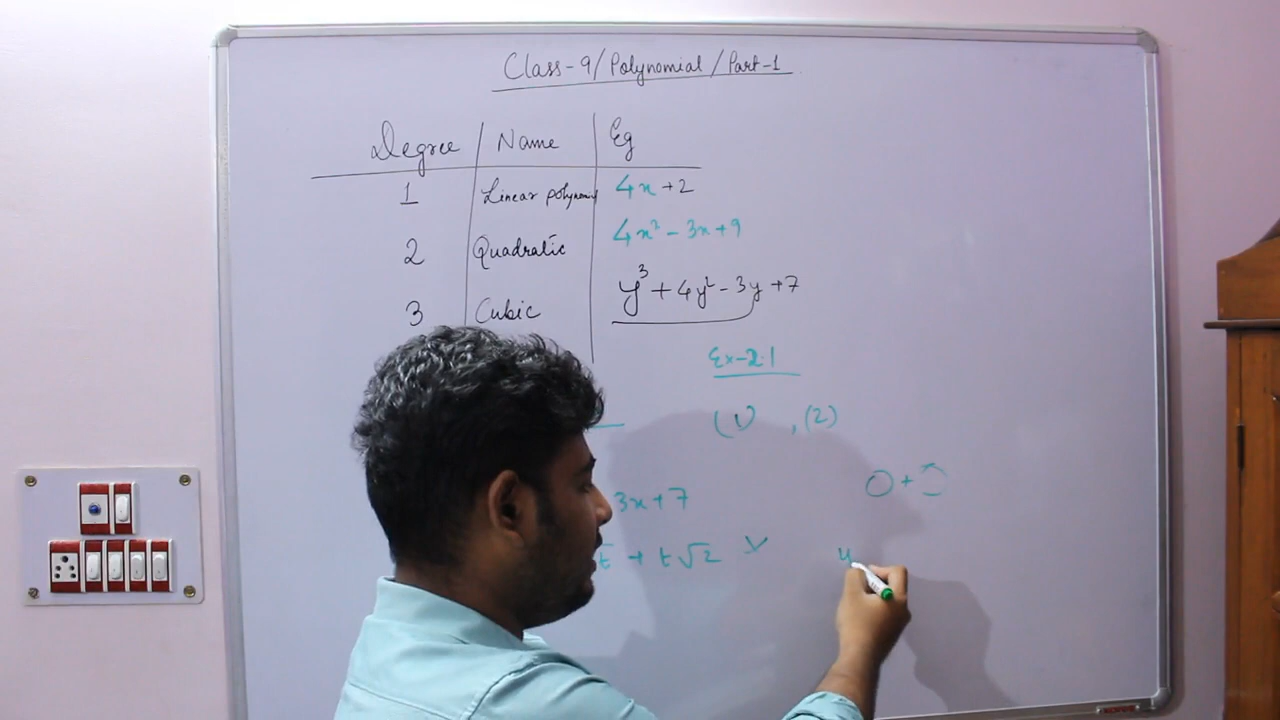 Class-9/Polynomial/Part-1
Degree Name Eg
1 Linear polynomial 4x+2
2 Quadratic 4x² - 3x + 9
3 Cubic y³ + 4y² - 3y + 7
Ex-2.1
(1) , (2)
3x + 7
+ t√2